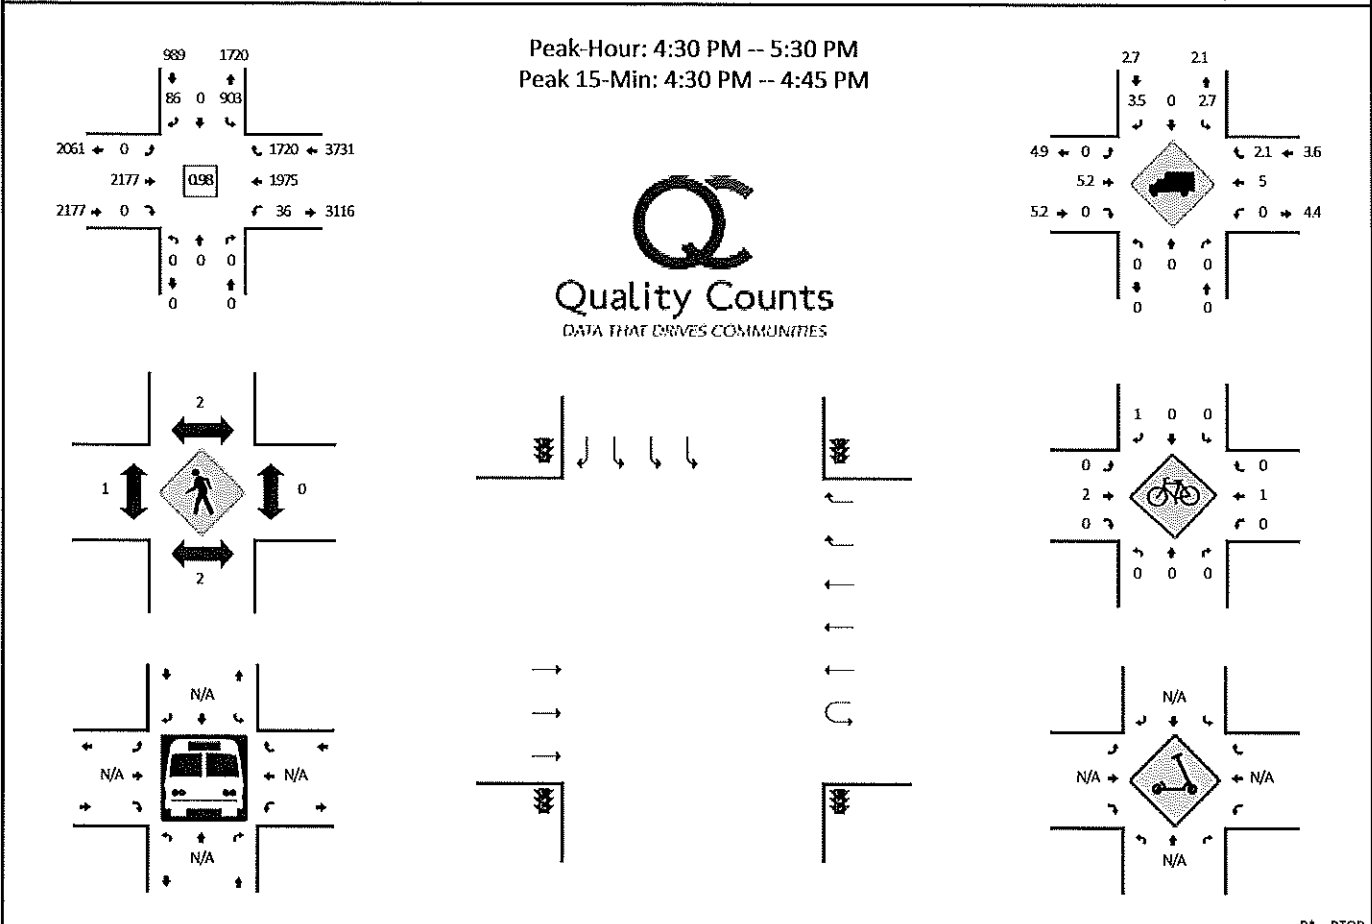 Peak-Hour: 4:30 PM -- 5:30 PM
Peak 15-Min: 4:30 PM -- 4:45 PM
989 1720
86 0 903
2061 0 1720 3731
2177 0.98 1975
2177 0 36 3116
0 0 0
0 0
QC
Quality Counts
DATA THAT DRIVES COMMUNITIES
2.7 2.1
3.5 0 2.7
4.9 0 2.1 3.6
5.2 5
5.2 0 0 4.4
0 0 0
0 0
2
1 0
2
1 0 0
0 0
2 1
0 0
0 0 0
N/A
N/A N/A
N/A
N/A
N/A N/A
N/A